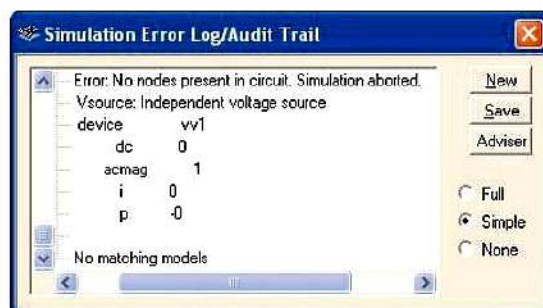 Simulation Error Log/Audit Trail
Error: No nodes present in circuit. Simulation aborted.
Vsource: Independent voltage source
device vv1
dc 0
acmag 1
i 0
p -0
No matching models
New
Save
Adviser
Full
Simple
None